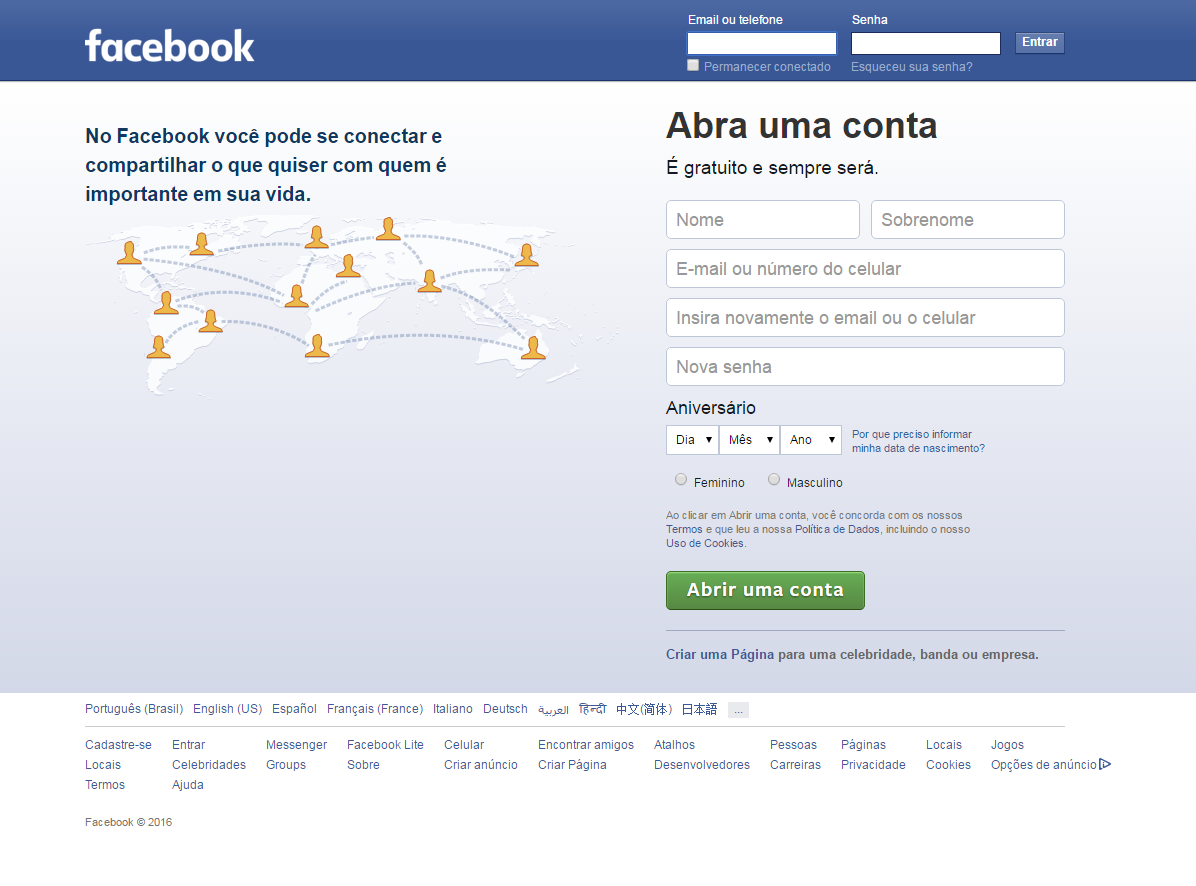 facebook
Email ou telefone
Senha
Entrar
Permanecer conectado
Esqueceu sua senha?
No Facebook você pode se conectar e
compartilhar o que quiser com quem é
importante em sua vida.
Abra uma conta
É gratuito e sempre será.
Nome
Sobrenome
E-mail ou número do celular
Insira novamente o email ou o celular
Nova senha
Aniversário
Dia Mês Ano
Por que preciso informar
minha data de nascimento?
Feminino Masculino
Ao clicar em Abrir uma conta, você concorda com os nossos
Termos e que leu a nossa Política de Dados, incluindo o nosso
Uso de Cookies.
Abrir uma conta
Criar uma Página para uma celebridade, banda ou empresa.
Português (Brasil) English (US) Español Français (France) Italiano Deutsch العربية हिन्दी 中文(简体) 日本語 ...
Cadastre-se Entrar Messenger Facebook Lite Celular Encontrar amigos Atalhos Pessoas Páginas Locais Jogos
Locais Celebridades Groups Sobre Criar anúncio Criar Página Desenvolvedores Carreiras Privacidade Cookies Opções de anúncio
Termos Ajuda
Facebook © 2016